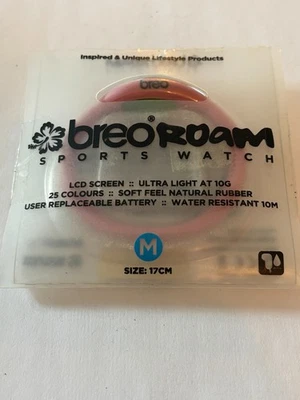 Inspired & Unique Lifestyle Products
breo
breo® ROAM
SPORTS WATCH
LCD SCREEN :: ULTRA LIGHT AT 10G
25 COLOURS :: SOFT FEEL NATURAL RUBBER
USER REPLACEABLE BATTERY :: WATER RESISTANT 10M
M
SIZE: 17CM